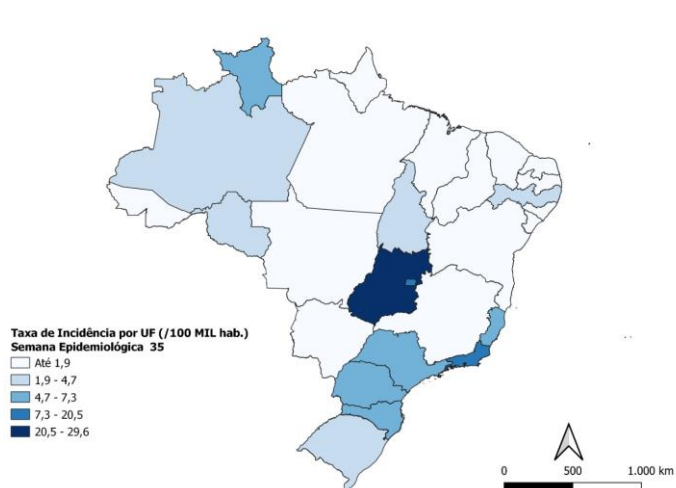 Taxa de Incidência por UF (/100 MIL hab.)
Semana Epidemiológica 35
Até 1,9
1,9 - 4,7
4,7 - 7,3
7,3 - 20,5
20,5 - 29,6
0 500 1.000 km